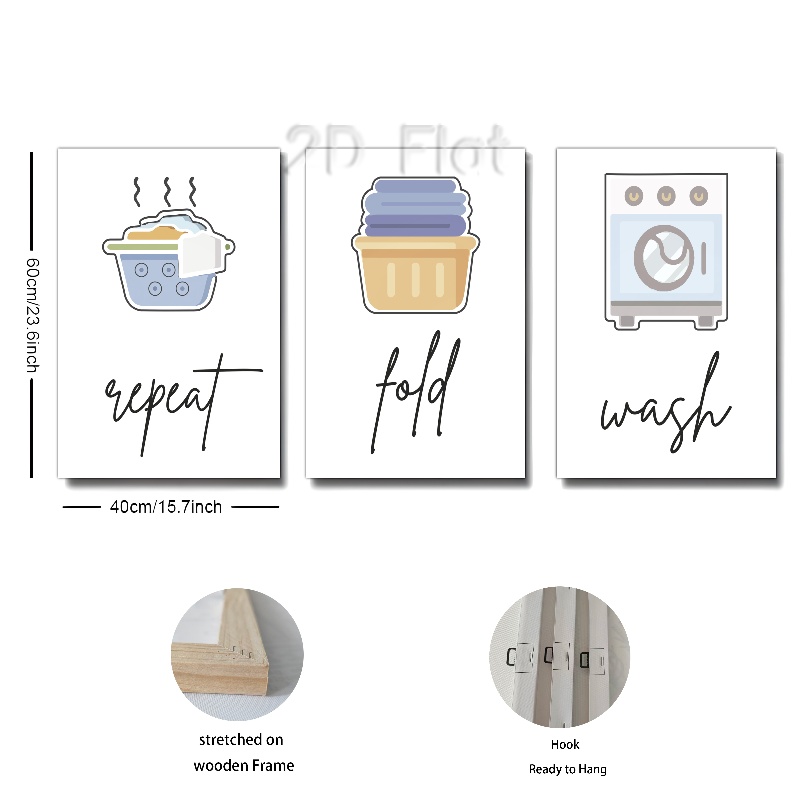 2D Flat
60cm/23.6inch
repeat
fold
wash
40cm/15.7inch
stretched on
wooden Frame
Hook
Ready to Hang